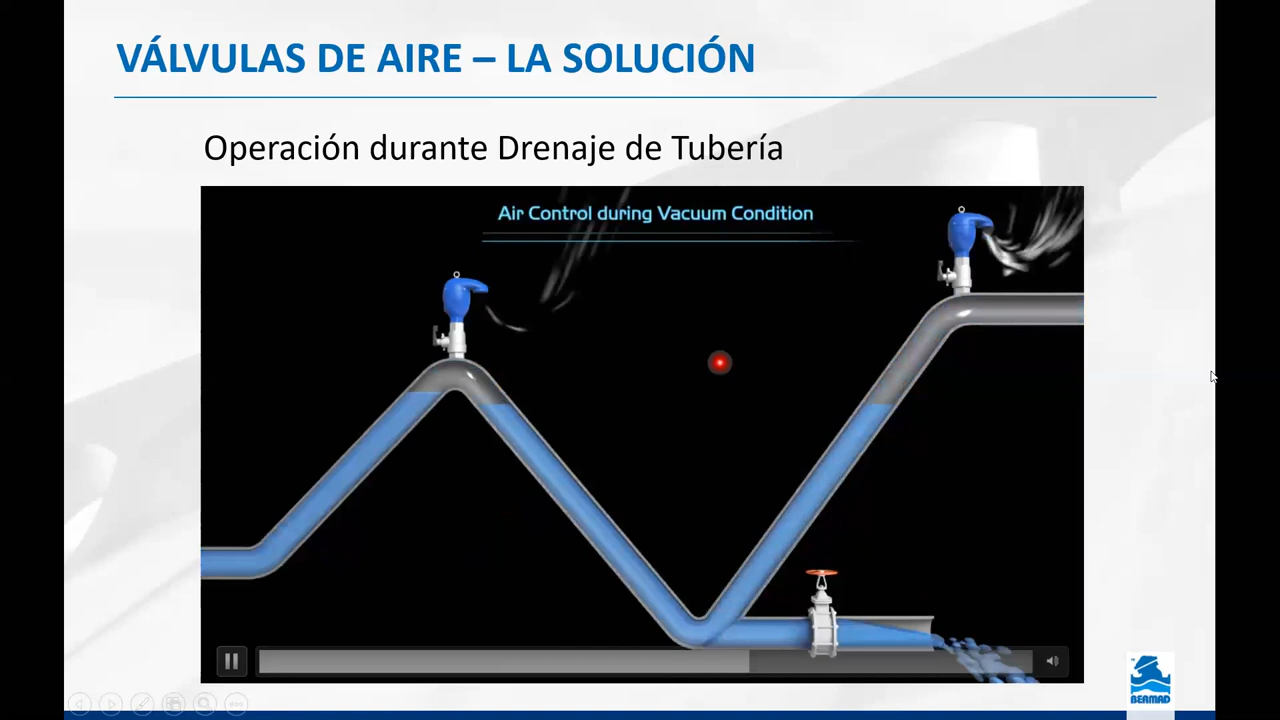 VÁLVULAS DE AIRE – LA SOLUCIÓN
Operación durante Drenaje de Tubería
Air Control during Vacuum Condition
BERMAD